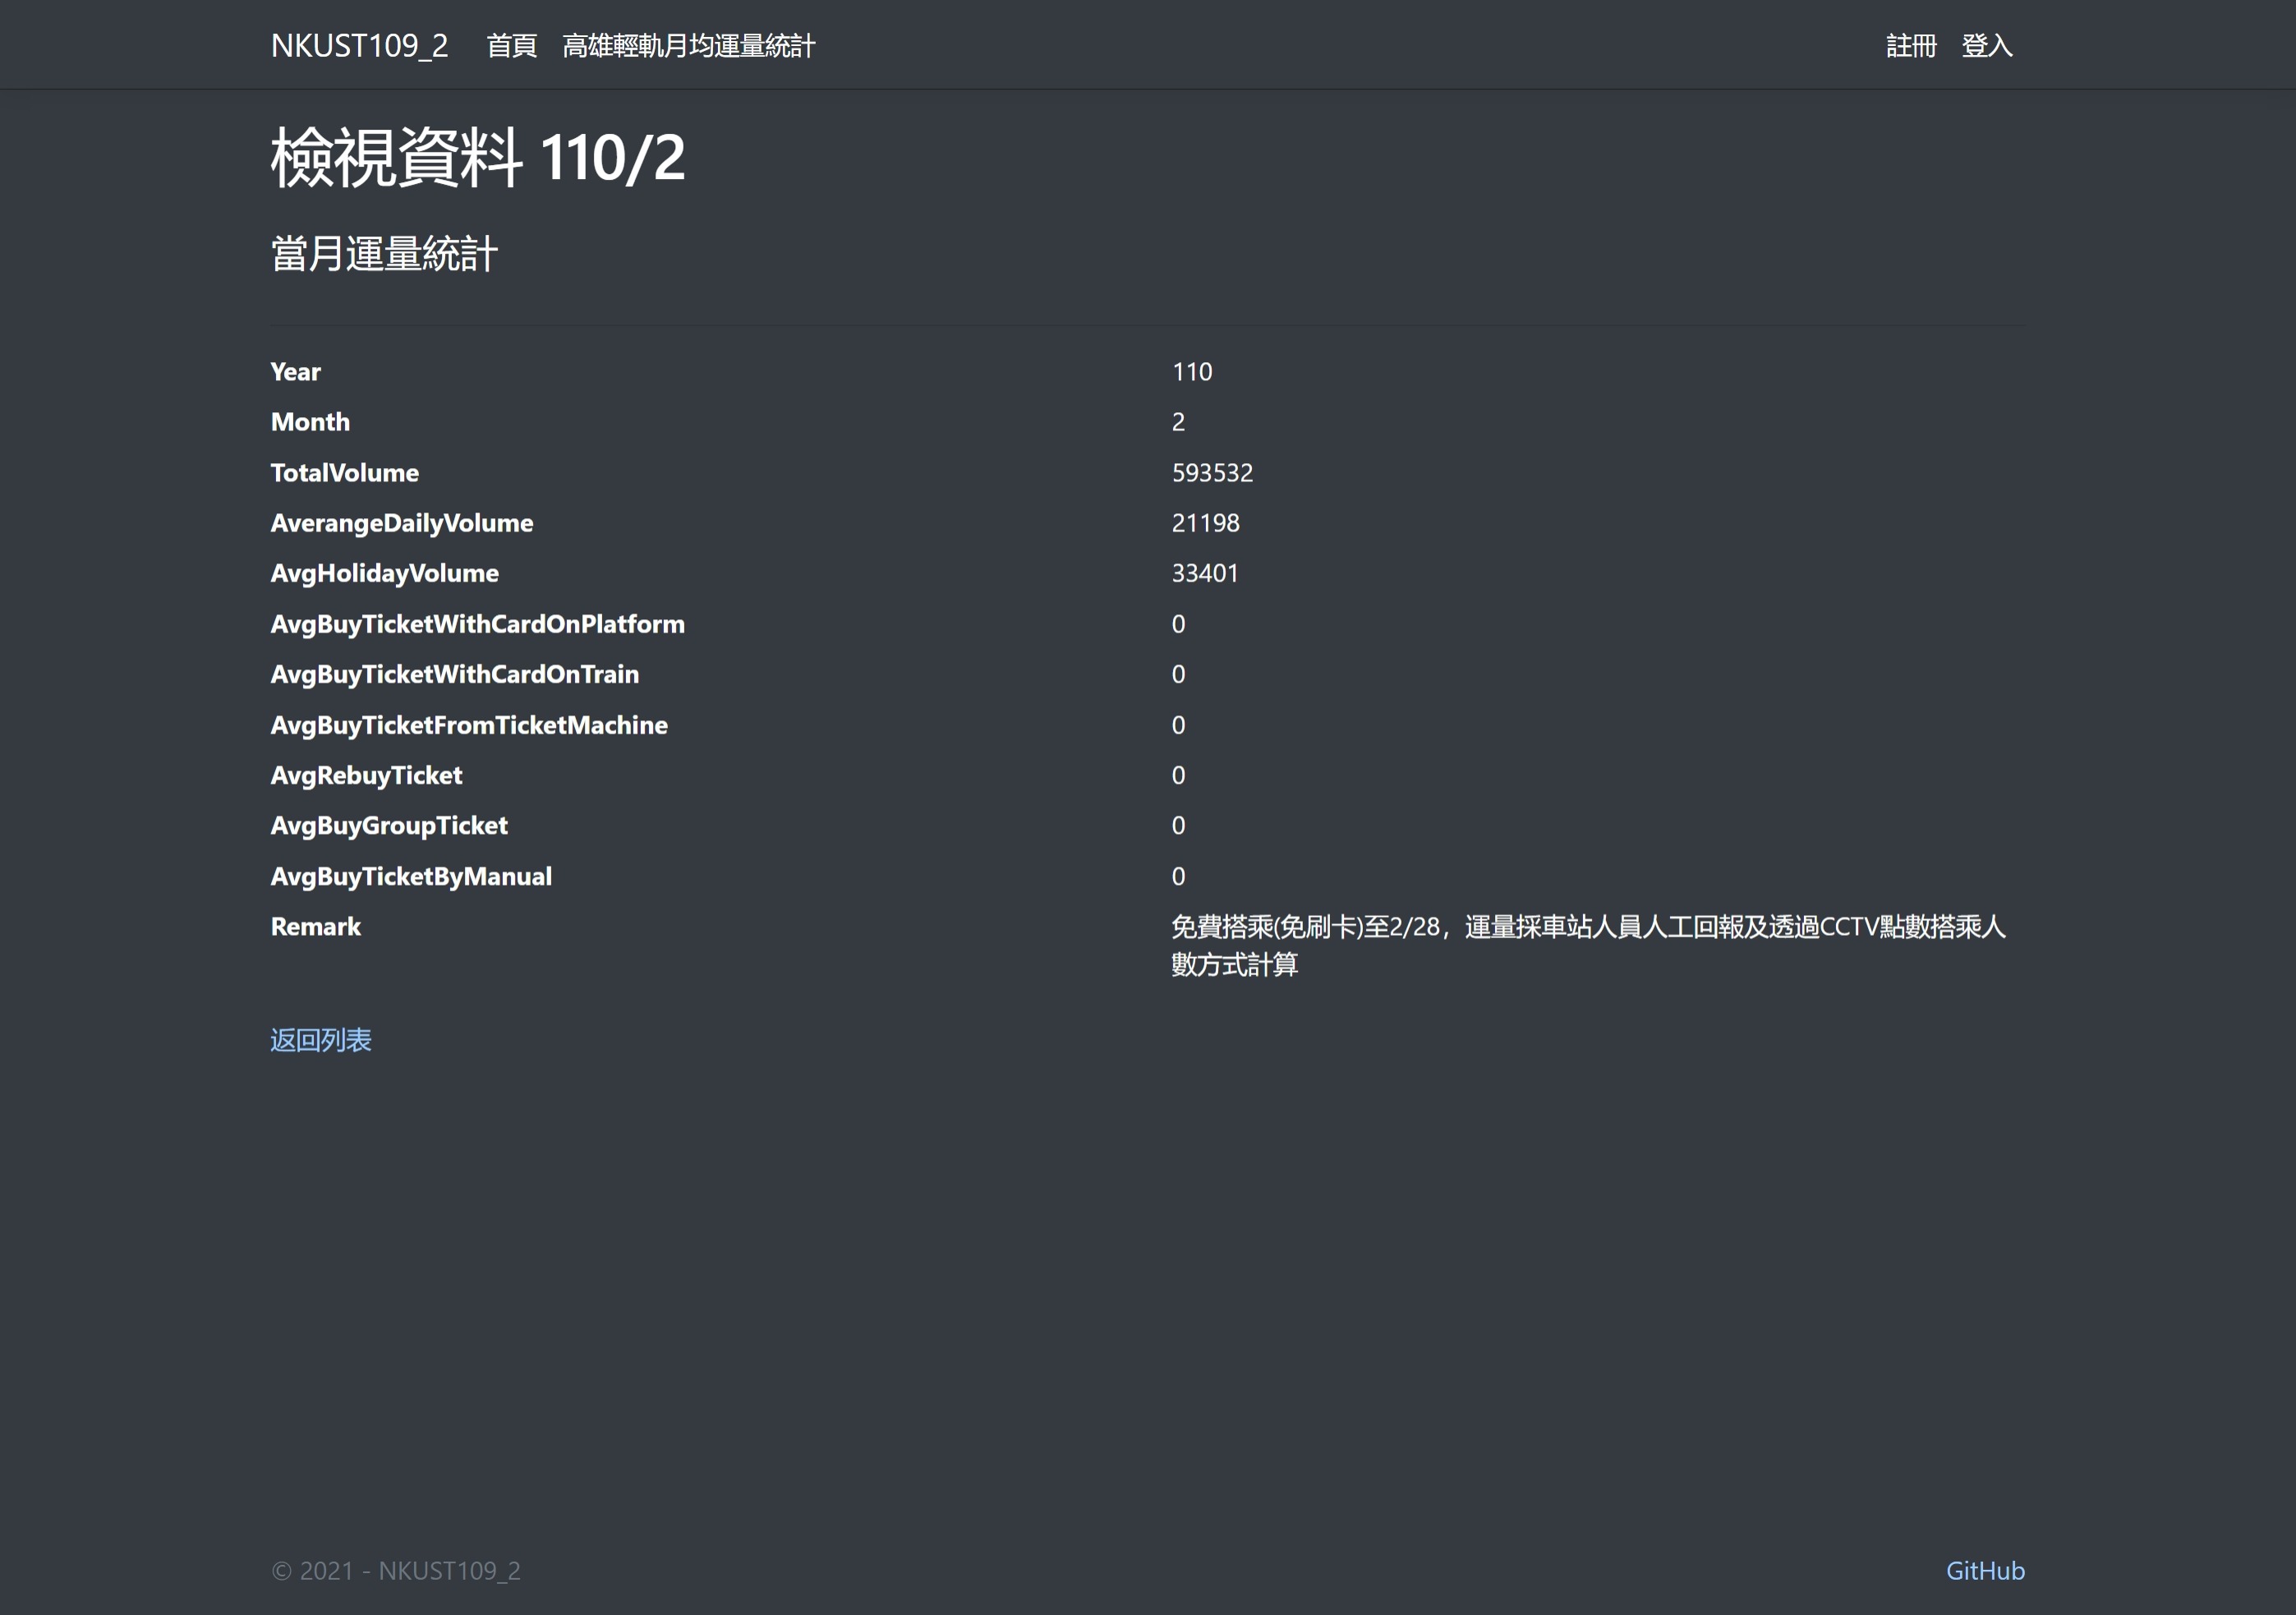 NKUST109_2 首頁 高雄輕軌月均運量統計 註冊 登入
檢視資料 110/2
當月運量統計
Year 110
Month 2
TotalVolume 593532
AverangeDailyVolume 21198
AvgHolidayVolume 33401
AvgBuyTicketWithCardOnPlatform 0
AvgBuyTicketWithCardOnTrain 0
AvgBuyTicketFromTicketMachine 0
AvgRebuyTicket 0
AvgBuyGroupTicket 0
AvgBuyTicketByManual 0
Remark 免費搭乘(免刷卡)至2/28，運量採車站人員人工回報及透過CCTV點數搭乘人
數方式計算
返回列表
© 2021 - NKUST109_2 GitHub